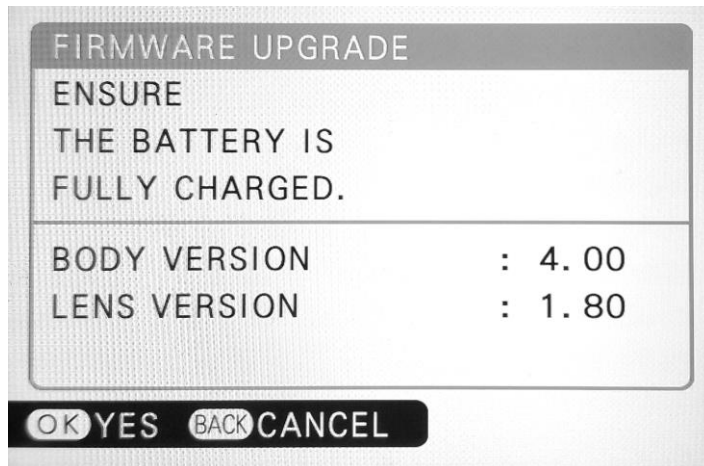 FIRMWARE UPGRADE
ENSURE
THE BATTERY IS
FULLY CHARGED.
BODY VERSION : 4.00
LENS VERSION : 1.80
OK YES BACK CANCEL